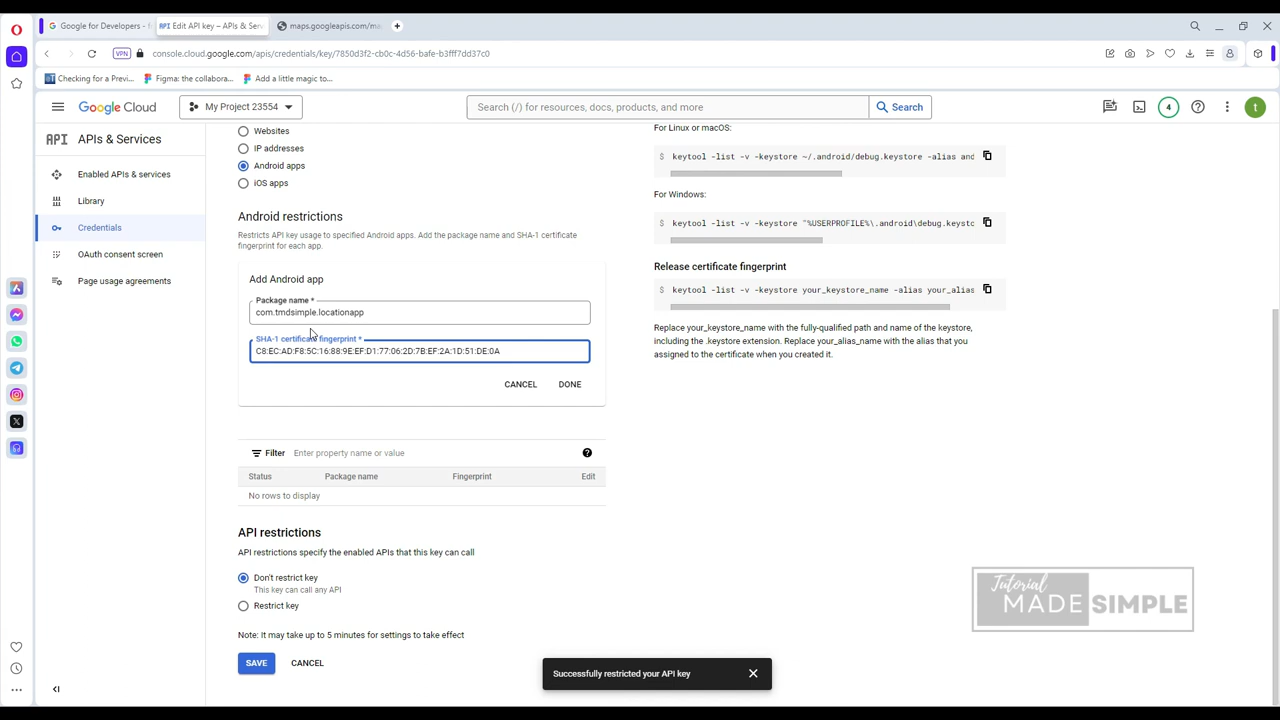 Google for Developers - f
API Edit API key – APIs & Serv
maps.googleapis.com/ma
VPN
console.cloud.google.com/apis/credentials/key/7850d3f2-cb0c-4d56-bafe-b3fff7dd37c0
Checking for a Previ...
Figma: the collabora...
Add a little magic to...
Google Cloud
My Project 23554
Search (/) for resources, docs, products, and more
Search
4
t
API APIs & Services
Enabled APIs & services
Library
Credentials
OAuth consent screen
Page usage agreements
Websites
IP addresses
Android apps
iOS apps
Android restrictions
Restricts API key usage to specified Android apps. Add the package name and SHA-1 certificate
fingerprint for each app.
Add Android app
Package name *
com.tmdsimple.locationapp
SHA-1 certificate fingerprint *
C8:EC:AD:F8:5C:16:88:9E:EF:D1:77:06:2D:7B:EF:2A:1D:51:DE:0A
CANCEL
DONE
Filter
Enter property name or value
Status
Package name
Fingerprint
Edit
No rows to display
API restrictions
API restrictions specify the enabled APIs that this key can call
Don't restrict key
This key can call any API
Restrict key
Note: It may take up to 5 minutes for settings to take effect
SAVE
CANCEL
For Linux or macOS:
$ keytool -list -v -keystore ~/.android/debug.keystore -alias and
For Windows:
$ keytool -list -v -keystore "%USERPROFILE%\.android\debug.keysto
Release certificate fingerprint
$ keytool -list -v -keystore your_keystore_name -alias your_alias
Replace your_keystore_name with the fully-qualified path and name of the keystore,
including the .keystore extension. Replace your_alias_name with the alias that you
assigned to the certificate when you created it.
Tutorial
MADE SIMPLE
Successfully restricted your API key